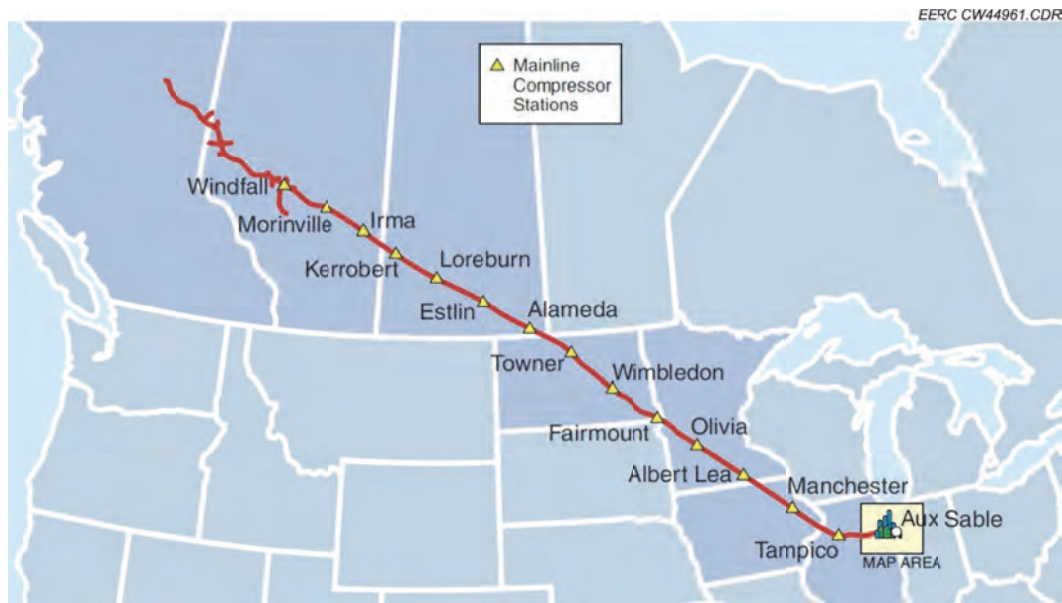 EERC CW44961.CDR
Mainline
Compressor
Stations
Windfall
Morinville
Irma
Kerrobert
Loreburn
Estlin
Alameda
Towner
Wimbledon
Fairmount
Olivia
Albert Lea
Manchester
Aux Sable
Tampico
MAP AREA